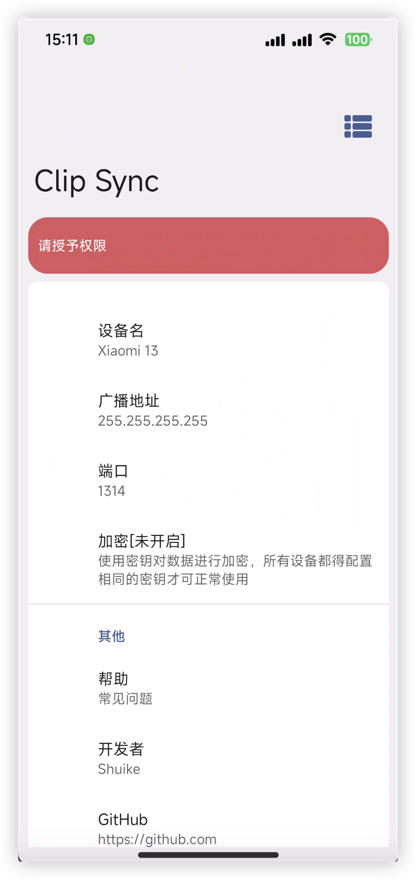 15:11
100
Clip Sync
请授予权限
设备名
Xiaomi 13
广播地址
255.255.255.255
端口
1314
加密[未开启]
使用密钥对数据进行加密，所有设备都得配置
相同的密钥才可正常使用
其他
帮助
常见问题
开发者
Shuike
GitHub
https://github.com